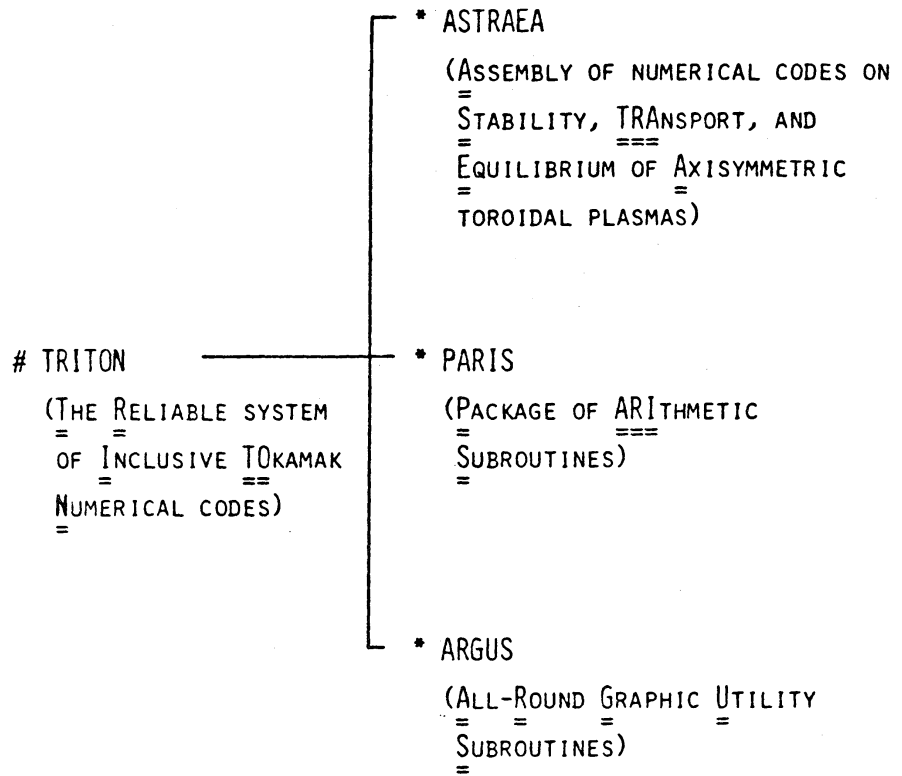 * ASTRAEA
(ASSEMBLY OF NUMERICAL CODES ON
STABILITY, TRANSPORT, AND
EQUILIBRIUM OF AXISYMMETRIC
TOROIDAL PLASMAS)
# TRITON
(THE RELIABLE SYSTEM
OF INCLUSIVE TOKAMAK
NUMERICAL CODES)
* PARIS
(PACKAGE OF ARITHMETIC
SUBROUTINES)
* ARGUS
(ALL-ROUND GRAPHIC UTILITY
SUBROUTINES)